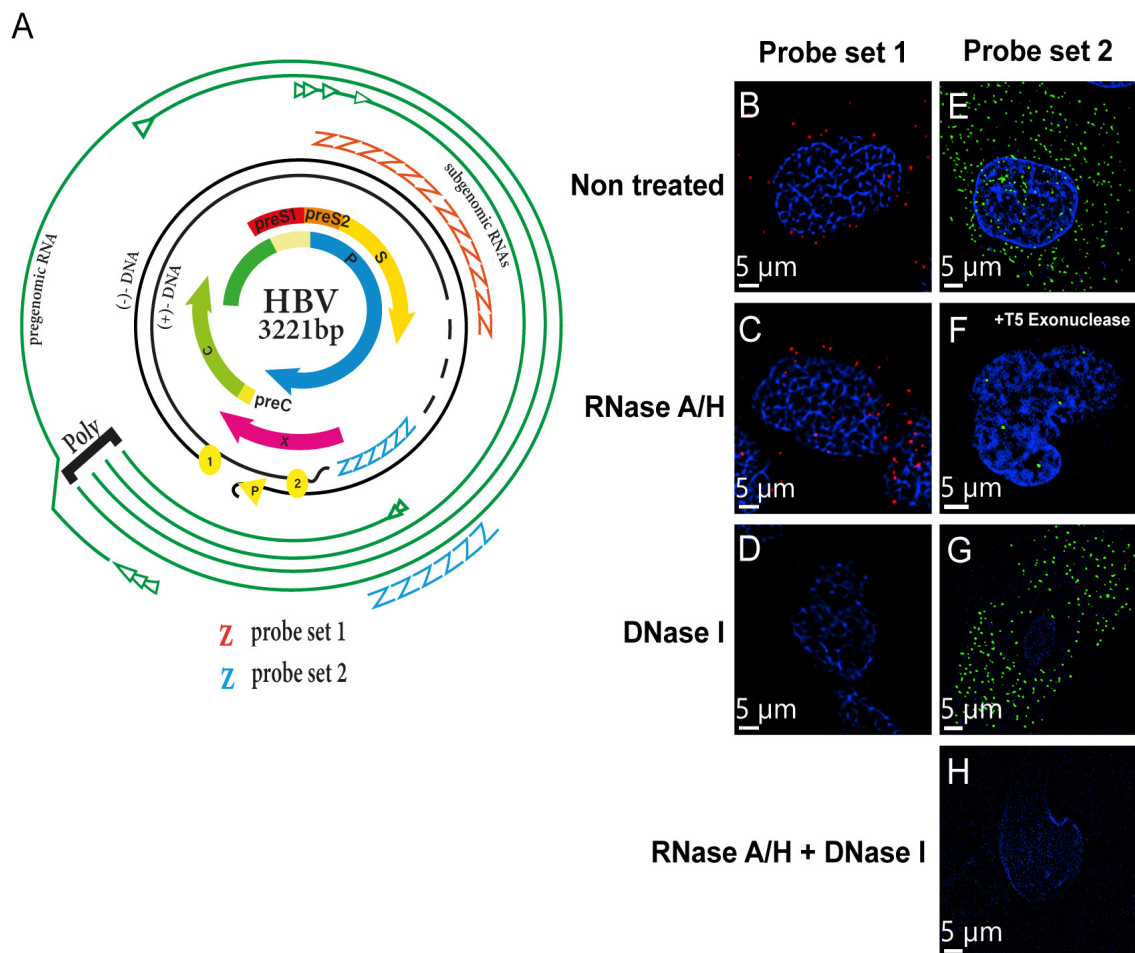 A
pregenomic RNA
(-)- DNA
(+)- DNA
subgenomic RNAs
preS1
preS2
S
P
HBV
3221bp
C
preC
X
Poly
1
2
P
Z probe set 1
Z probe set 2
Probe set 1
Probe set 2
Non treated
B
5 µm
E
5 µm
RNase A/H
C
5 µm
F
+T5 Exonuclease
5 µm
DNase I
D
5 µm
G
5 µm
RNase A/H + DNase I
H
5 µm